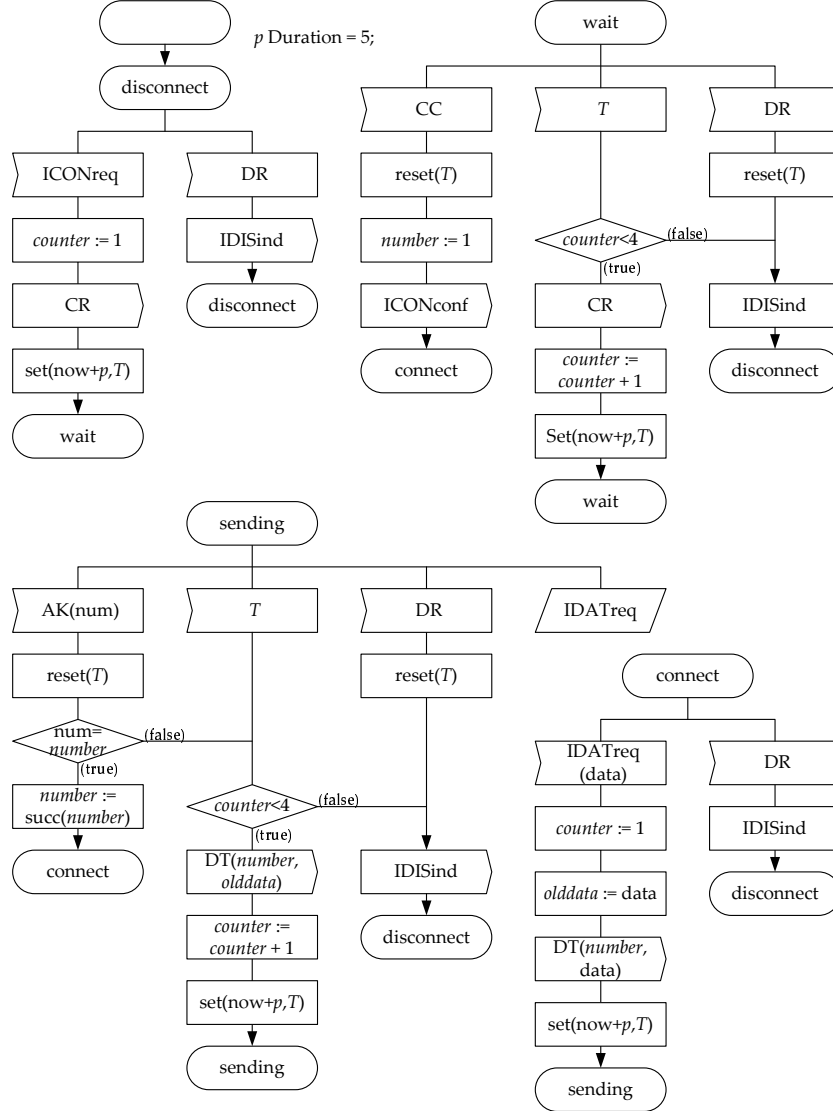 p Duration = 5;
disconnect
ICONreq
counter := 1
CR
set(now+p,T)
wait
DR
IDISind
disconnect
wait
CC
reset(T)
number := 1
ICONconf
connect
T
counter<4
(false)
(true)
CR
counter :=
counter + 1
Set(now+p,T)
wait
DR
reset(T)
IDISind
disconnect
sending
AK(num)
reset(T)
num=
number
(false)
(true)
number :=
succ(number)
connect
T
counter<4
(false)
(true)
DT(number,
olddata)
counter :=
counter + 1
set(now+p,T)
sending
DR
reset(T)
IDISind
disconnect
IDATreq
connect
IDATreq
(data)
counter := 1
olddata := data
DT(number,
data)
set(now+p,T)
sending
DR
IDISind
disconnect